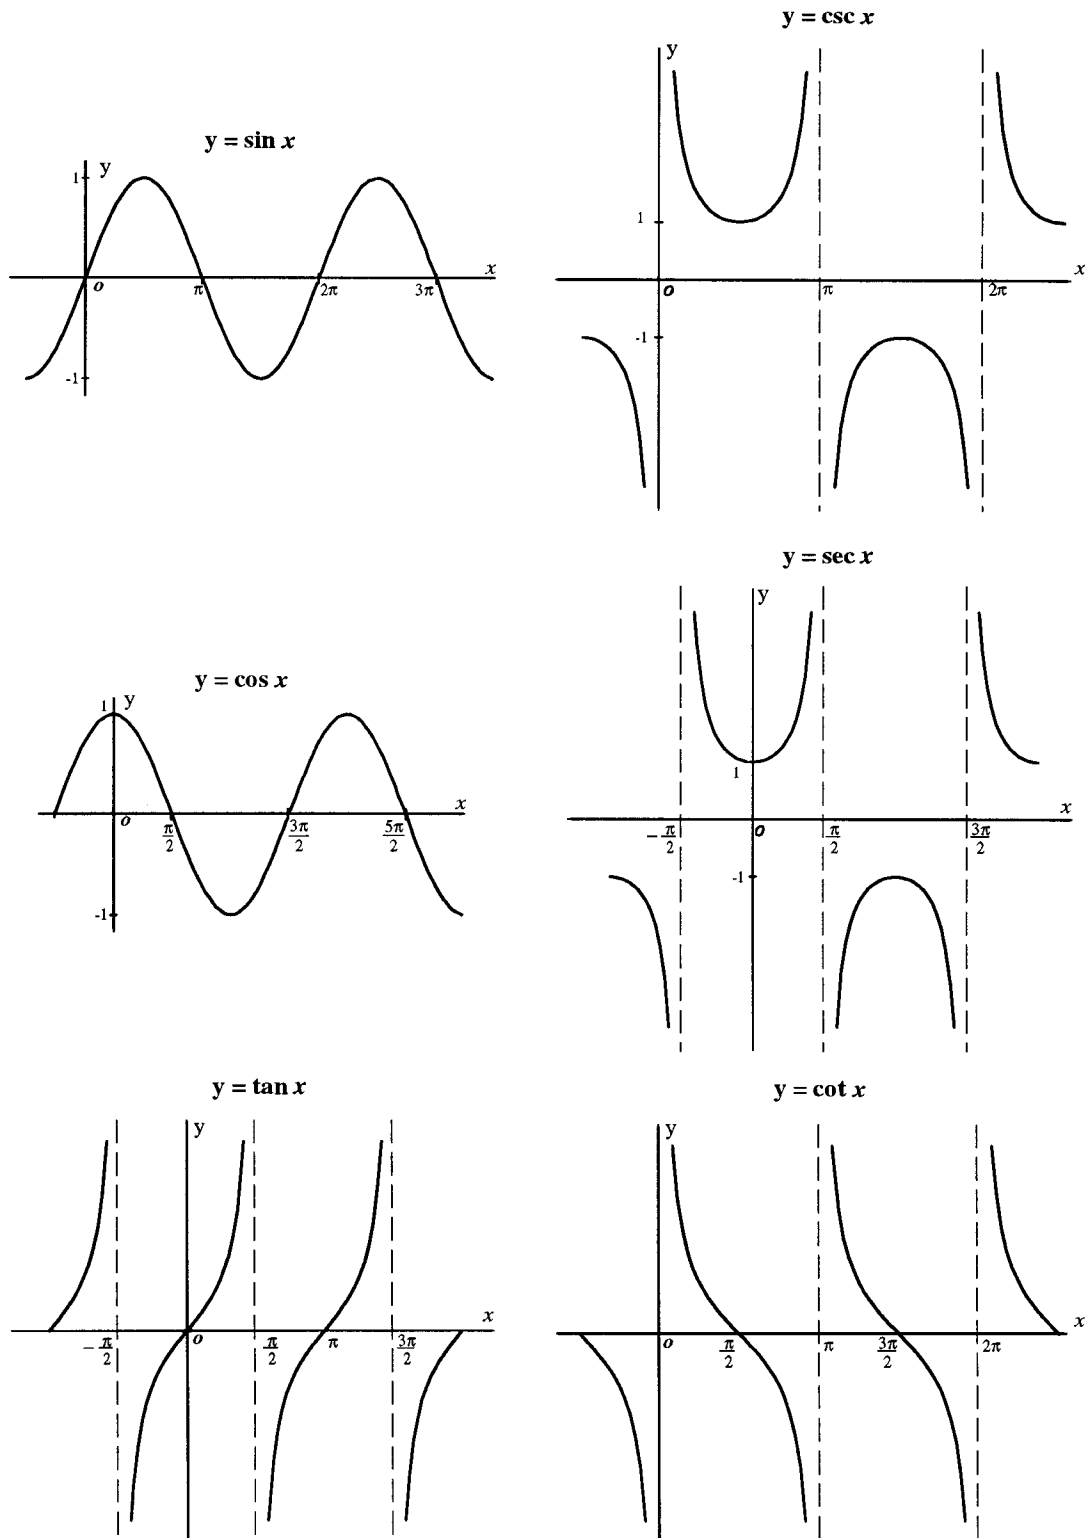 y = csc x
y
1
x
o
π
2π
-1
y = sin x
y
1
x
o
π
2π
3π
-1
y = sec x
y
1
x
-π/2
o
π/2
3π/2
-1
y = cos x
y
1
x
o
π/2
3π/2
5π/2
-1
y = tan x
y
x
-π/2
o
π/2
π
3π/2
y = cot x
y
x
o
π/2
π
3π/2
2π